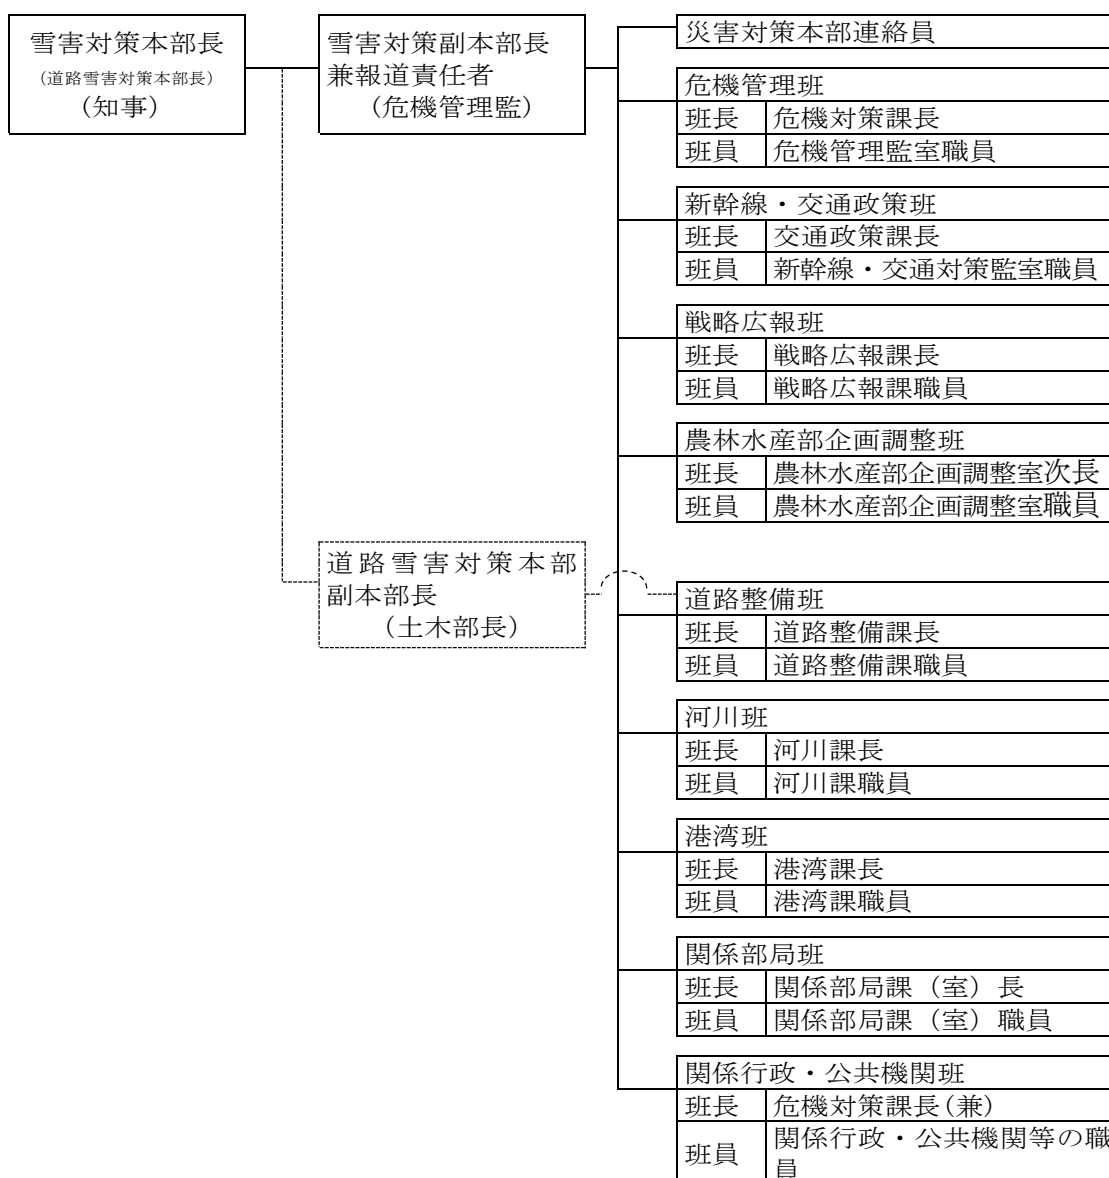 雪害対策本部長
（道路雪害対策本部長）
（知事）
雪害対策副本部長
兼報道責任者
（危機管理監）
災害対策本部連絡員
危機管理班
班長 危機対策課長
班員 危機管理監室職員
新幹線・交通政策班
班長 交通政策課長
班員 新幹線・交通対策監室職員
戦略広報班
班長 戦略広報課長
班員 戦略広報課職員
農林水産部企画調整班
班長 農林水産部企画調整室次長
班員 農林水産部企画調整室職員
道路雪害対策本部
副本部長
（土木部長）
道路整備班
班長 道路整備課長
班員 道路整備課職員
河川班
班長 河川課長
班員 河川課職員
港湾班
班長 港湾課長
班員 港湾課職員
関係部局班
班長 関係部局課（室）長
班員 関係部局課（室）職員
関係行政・公共機関班
班長 危機対策課長(兼)
班員 関係行政・公共機関等の職
員